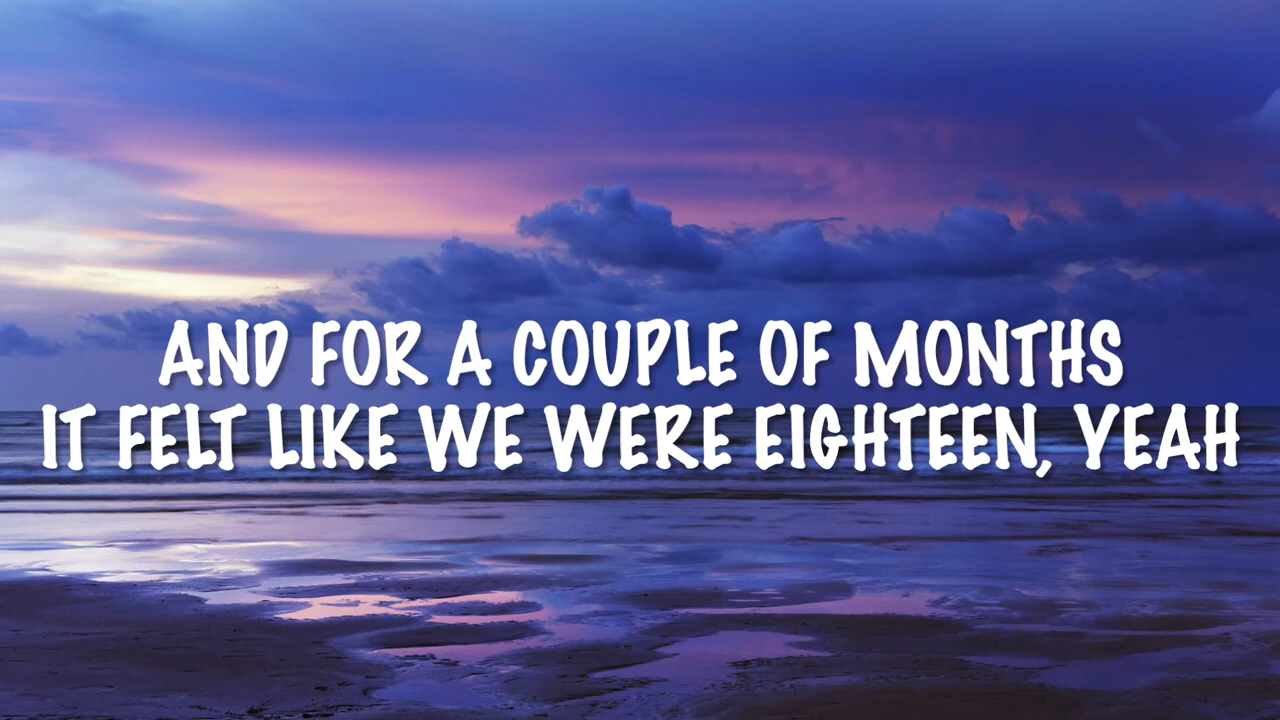 AND FOR A COUPLE OF MONTHS
IT FELT LIKE WE WERE EIGHTEEN, YEAH